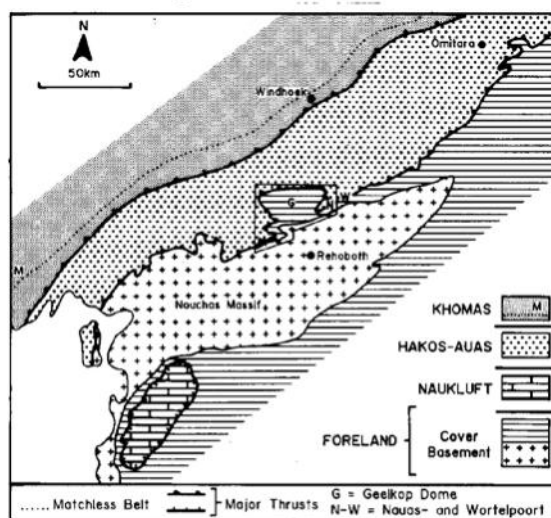 N
50km
Omitara
Windhoek
G
Rehoboth
Nauchas Massif
M
KHOMAS
M
HAKOS-AUAS
NAUKLUFT
FORELAND
Cover
Basement
Matchless Belt
Major Thrusts
G = Geelkop Dome
N-W = Nauas- and Wortelpoort